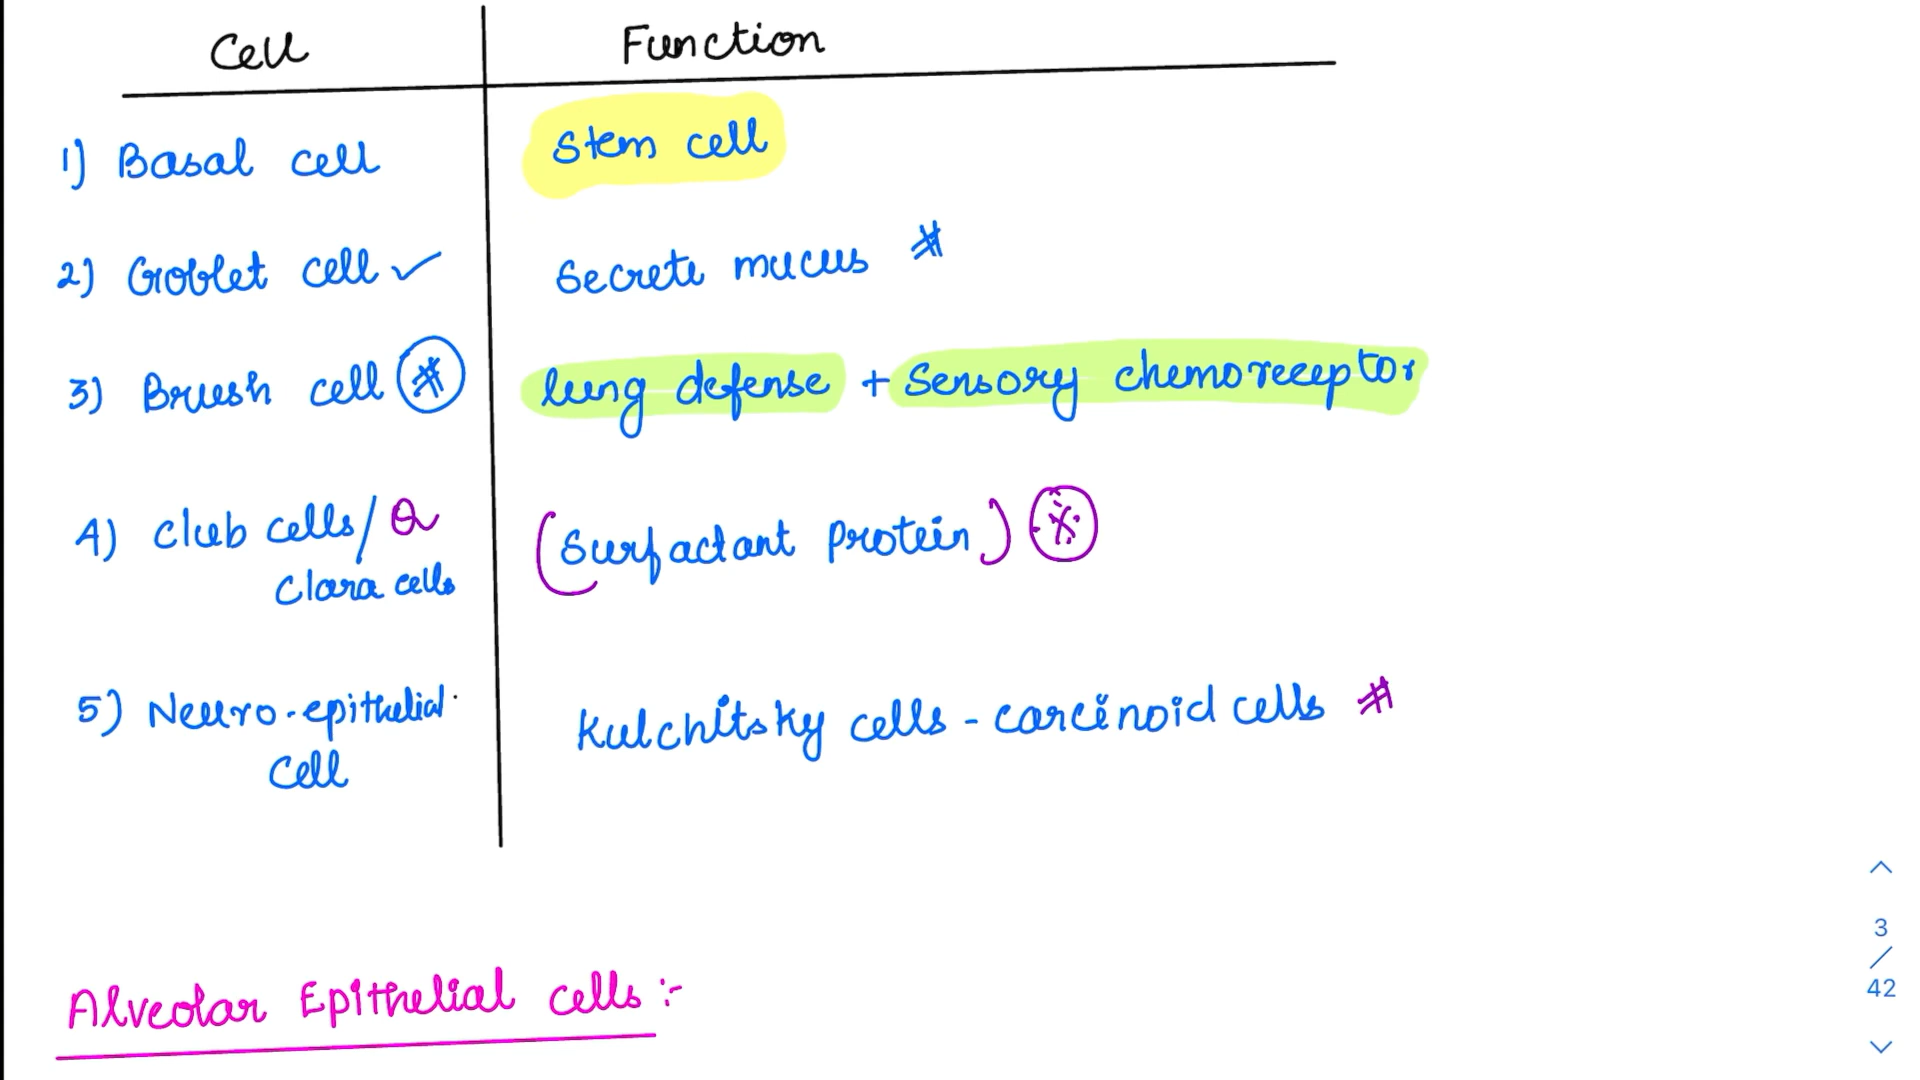 Cell Function
1) Basal cell Stem cell
2) Goblet cell ✓ Secrete mucus #
3) Brush cell # lung defense + Sensory chemoreceptor
4) Club cells/ (Surfactant Protein)
Clara cells
5) Neuro-epithelial Kulchitsky cells - carcinoid cells #
cell
Alveolar Epithelial cells :-
3
/
42